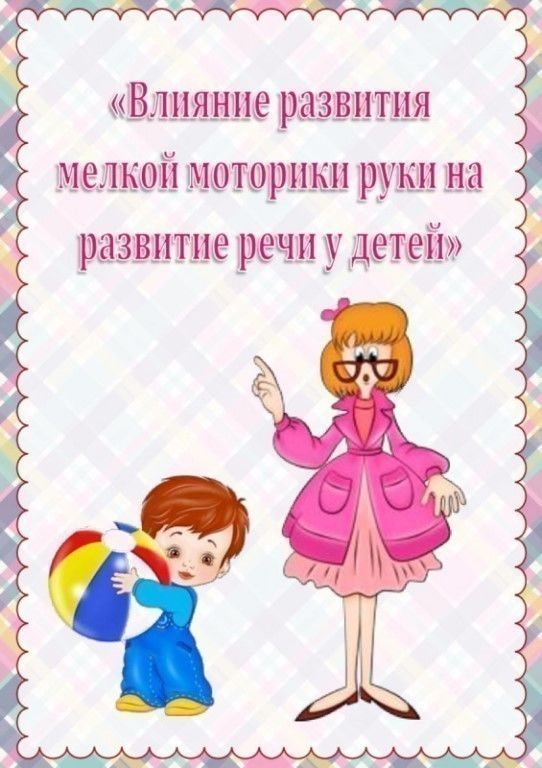 «Влияние развития
мелкой моторики руки на
развитие речи у детей»